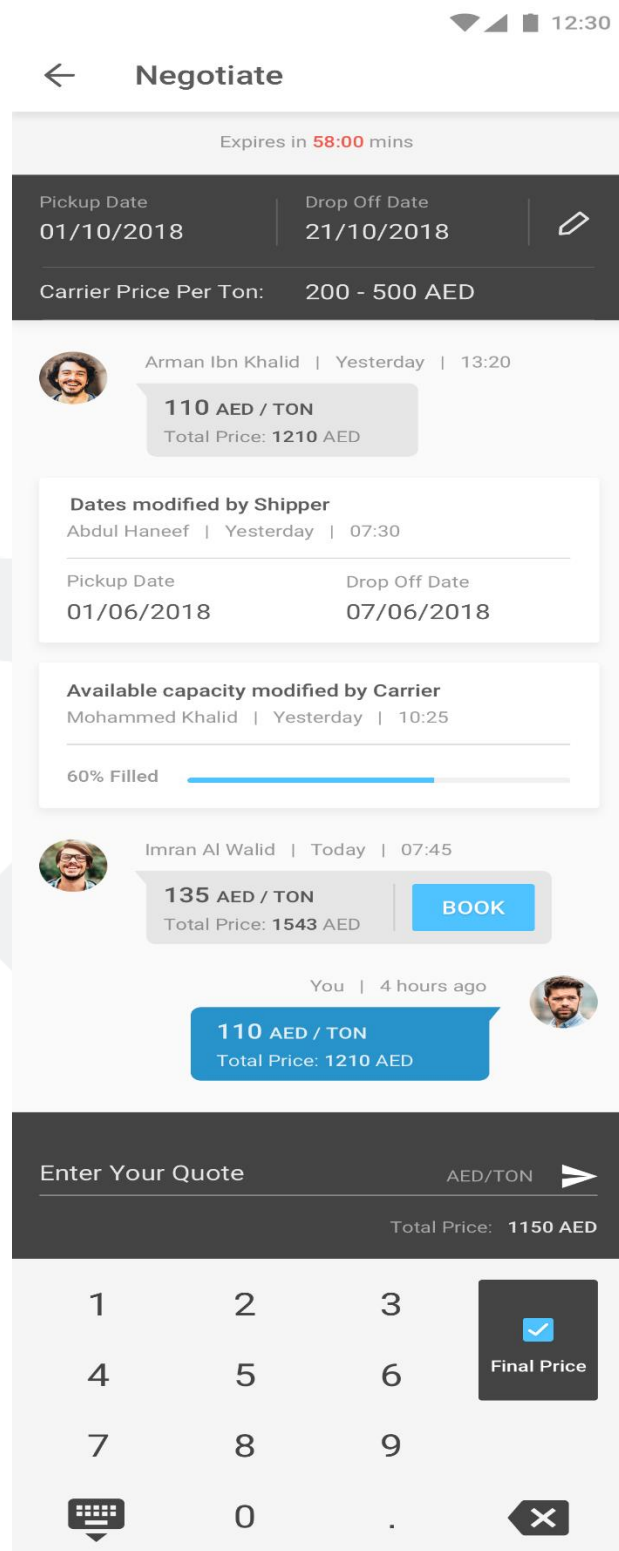 12:30
Negotiate
Expires in 58:00 mins
Pickup Date Drop Off Date
01/10/2018 21/10/2018
Carrier Price Per Ton: 200 - 500 AED
Arman Ibn Khalid | Yesterday | 13:20
110 AED / TON
Total Price: 1210 AED
Dates modified by Shipper
Abdul Haneef | Yesterday | 07:30
Pickup Date Drop Off Date
01/06/2018 07/06/2018
Available capacity modified by Carrier
Mohammed Khalid | Yesterday | 10:25
60% Filled
Imran Al Walid | Today | 07:45
135 AED / TON
Total Price: 1543 AED
BOOK
You | 4 hours ago
110 AED / TON
Total Price: 1210 AED
Enter Your Quote AED/TON
Total Price: 1150 AED
1 2 3
Final Price
4 5 6
7 8 9
0 .